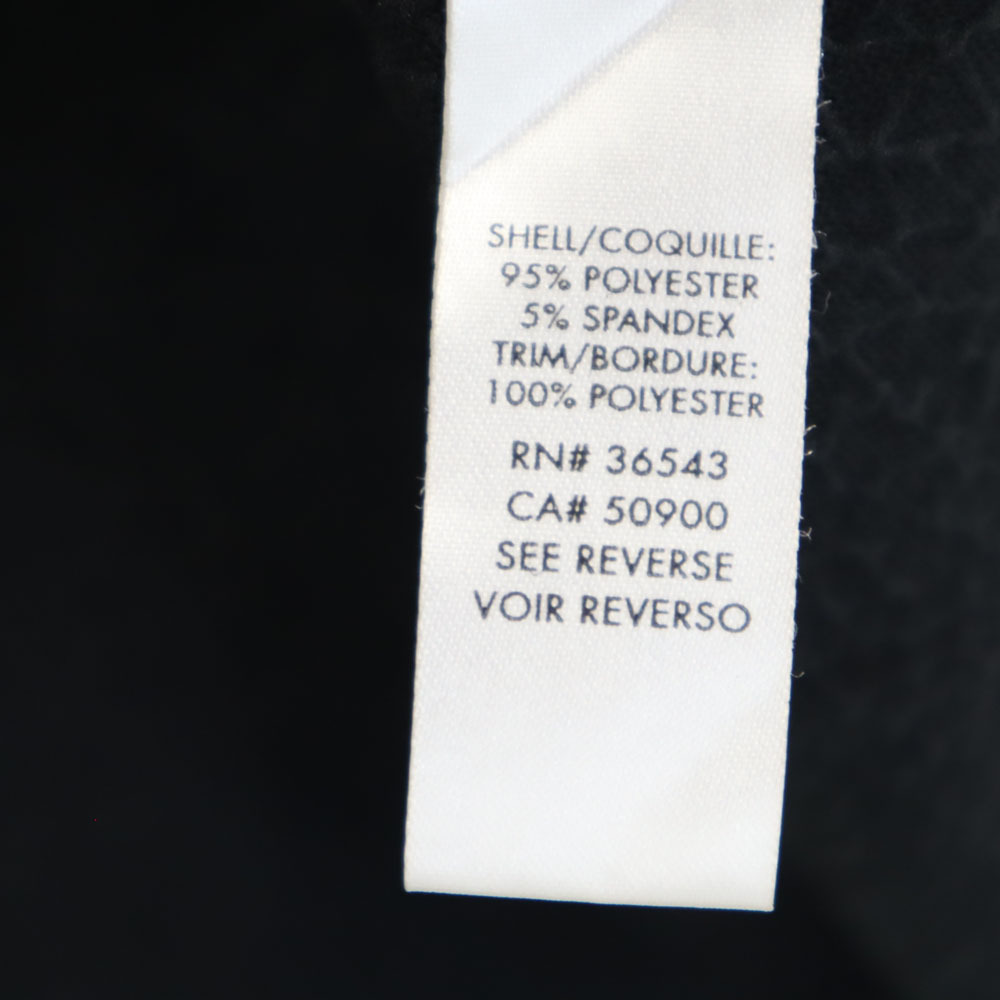 SHELL/COQUILLE:
95% POLYESTER
5% SPANDEX
TRIM/BORDURE:
100% POLYESTER
RN# 36543
CA# 50900
SEE REVERSE
VOIR REVERSO